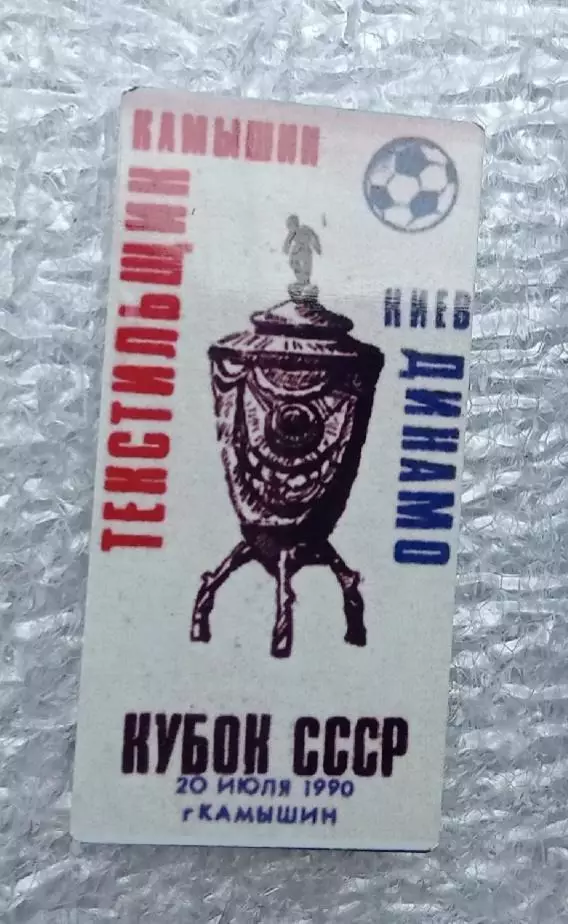 КАМЫШИН
ТЕКСТИЛЬЩИК
КИЕВ
ДИНАМО
КУБОК СССР
20 ИЮЛЯ 1990
г КАМЫШИН